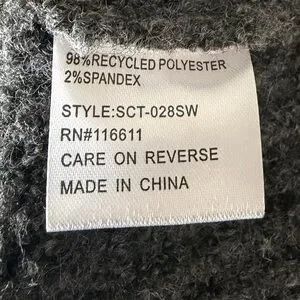 98%RECYCLED POLYESTER
2%SPANDEX
STYLE:SCT-028SW
RN#116611
CARE ON REVERSE
MADE IN CHINA